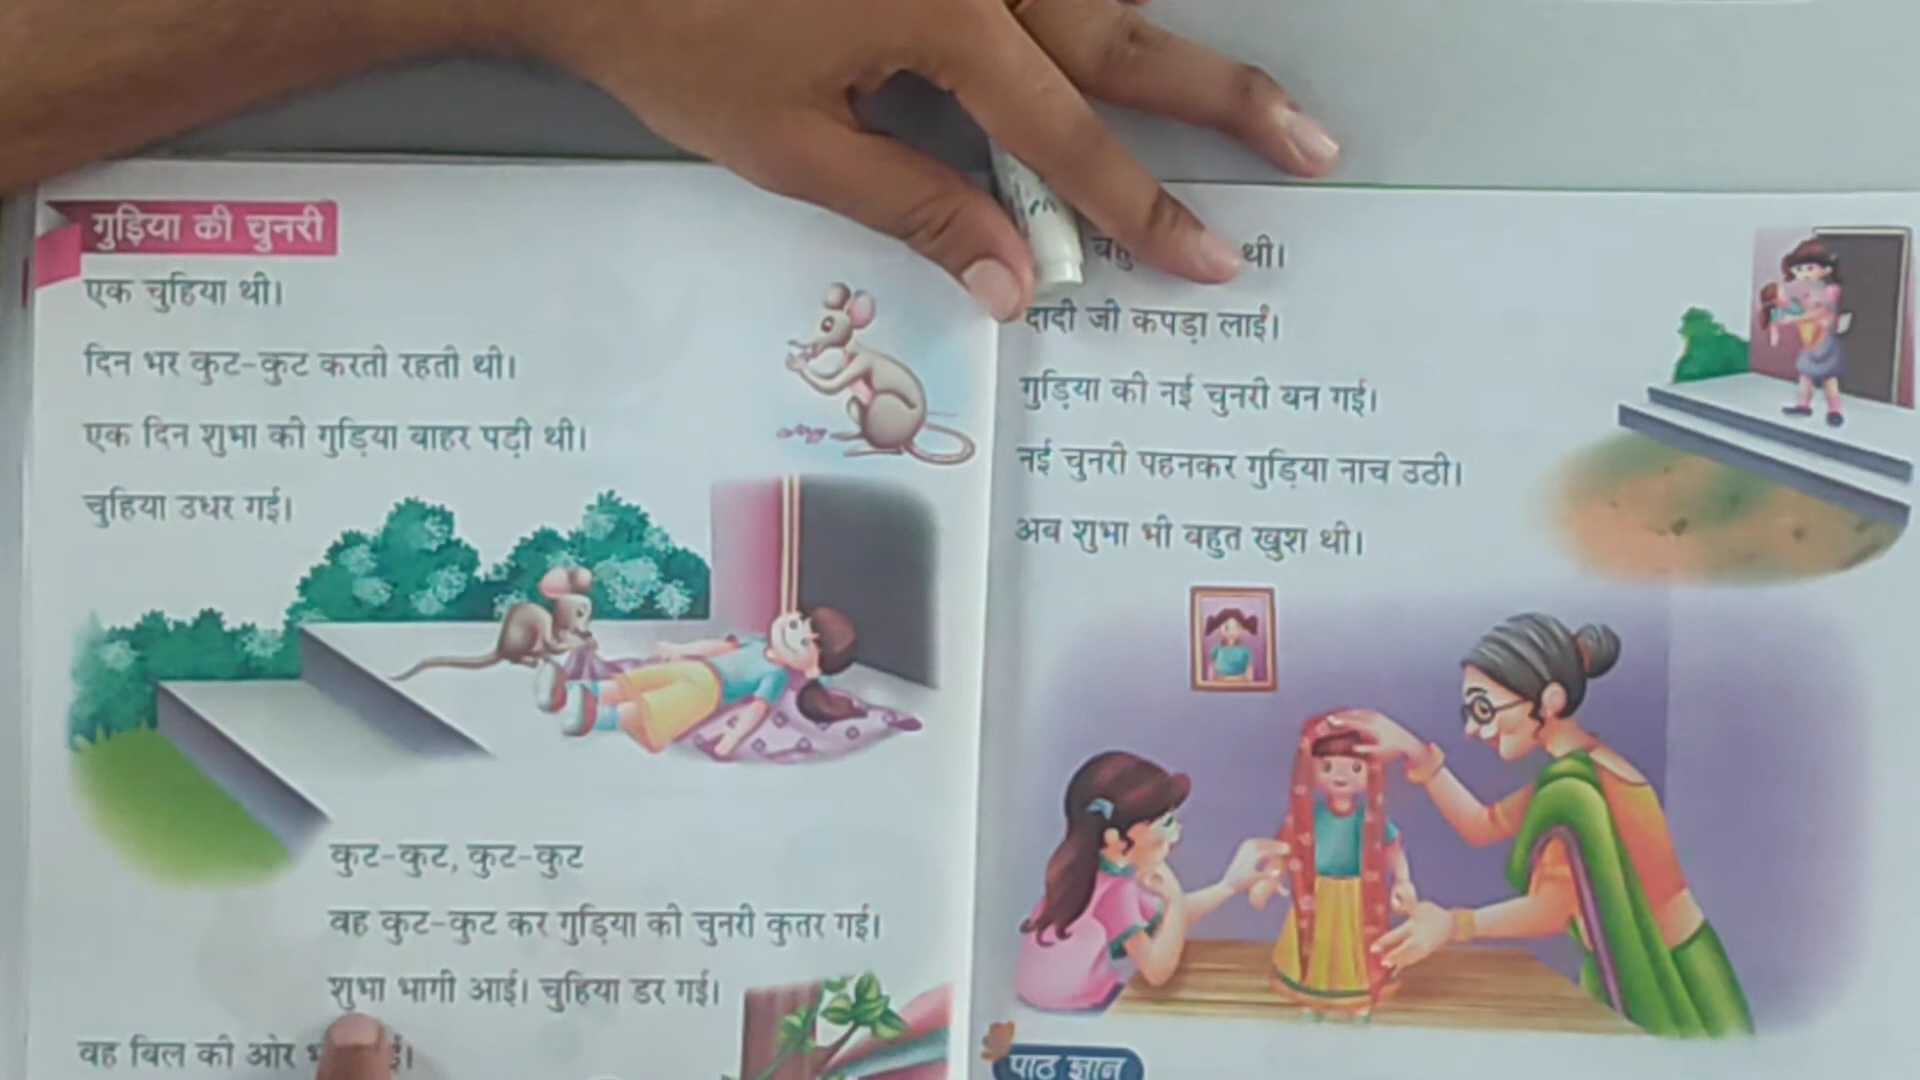 गुड़िया की चुनरी
एक चुहिया थी।
दिन भर कुट-कुट करती रहती थी।
एक दिन शुभा की गुड़िया बाहर पड़ी थी।
चुहिया उधर गई।
कुट-कुट, कुट-कुट
वह कुट-कुट कर गुड़िया की चुनरी कुतर गई।
शुभा भागी आई। चुहिया डर गई।
वह बिल की ओर
थी।
दादी जी कपड़ा लाईं।
गुड़िया की नई चुनरी बन गई।
नई चुनरी पहनकर गुड़िया नाच उठी।
अब शुभा भी बहुत खुश थी।
पाठ ज्ञान